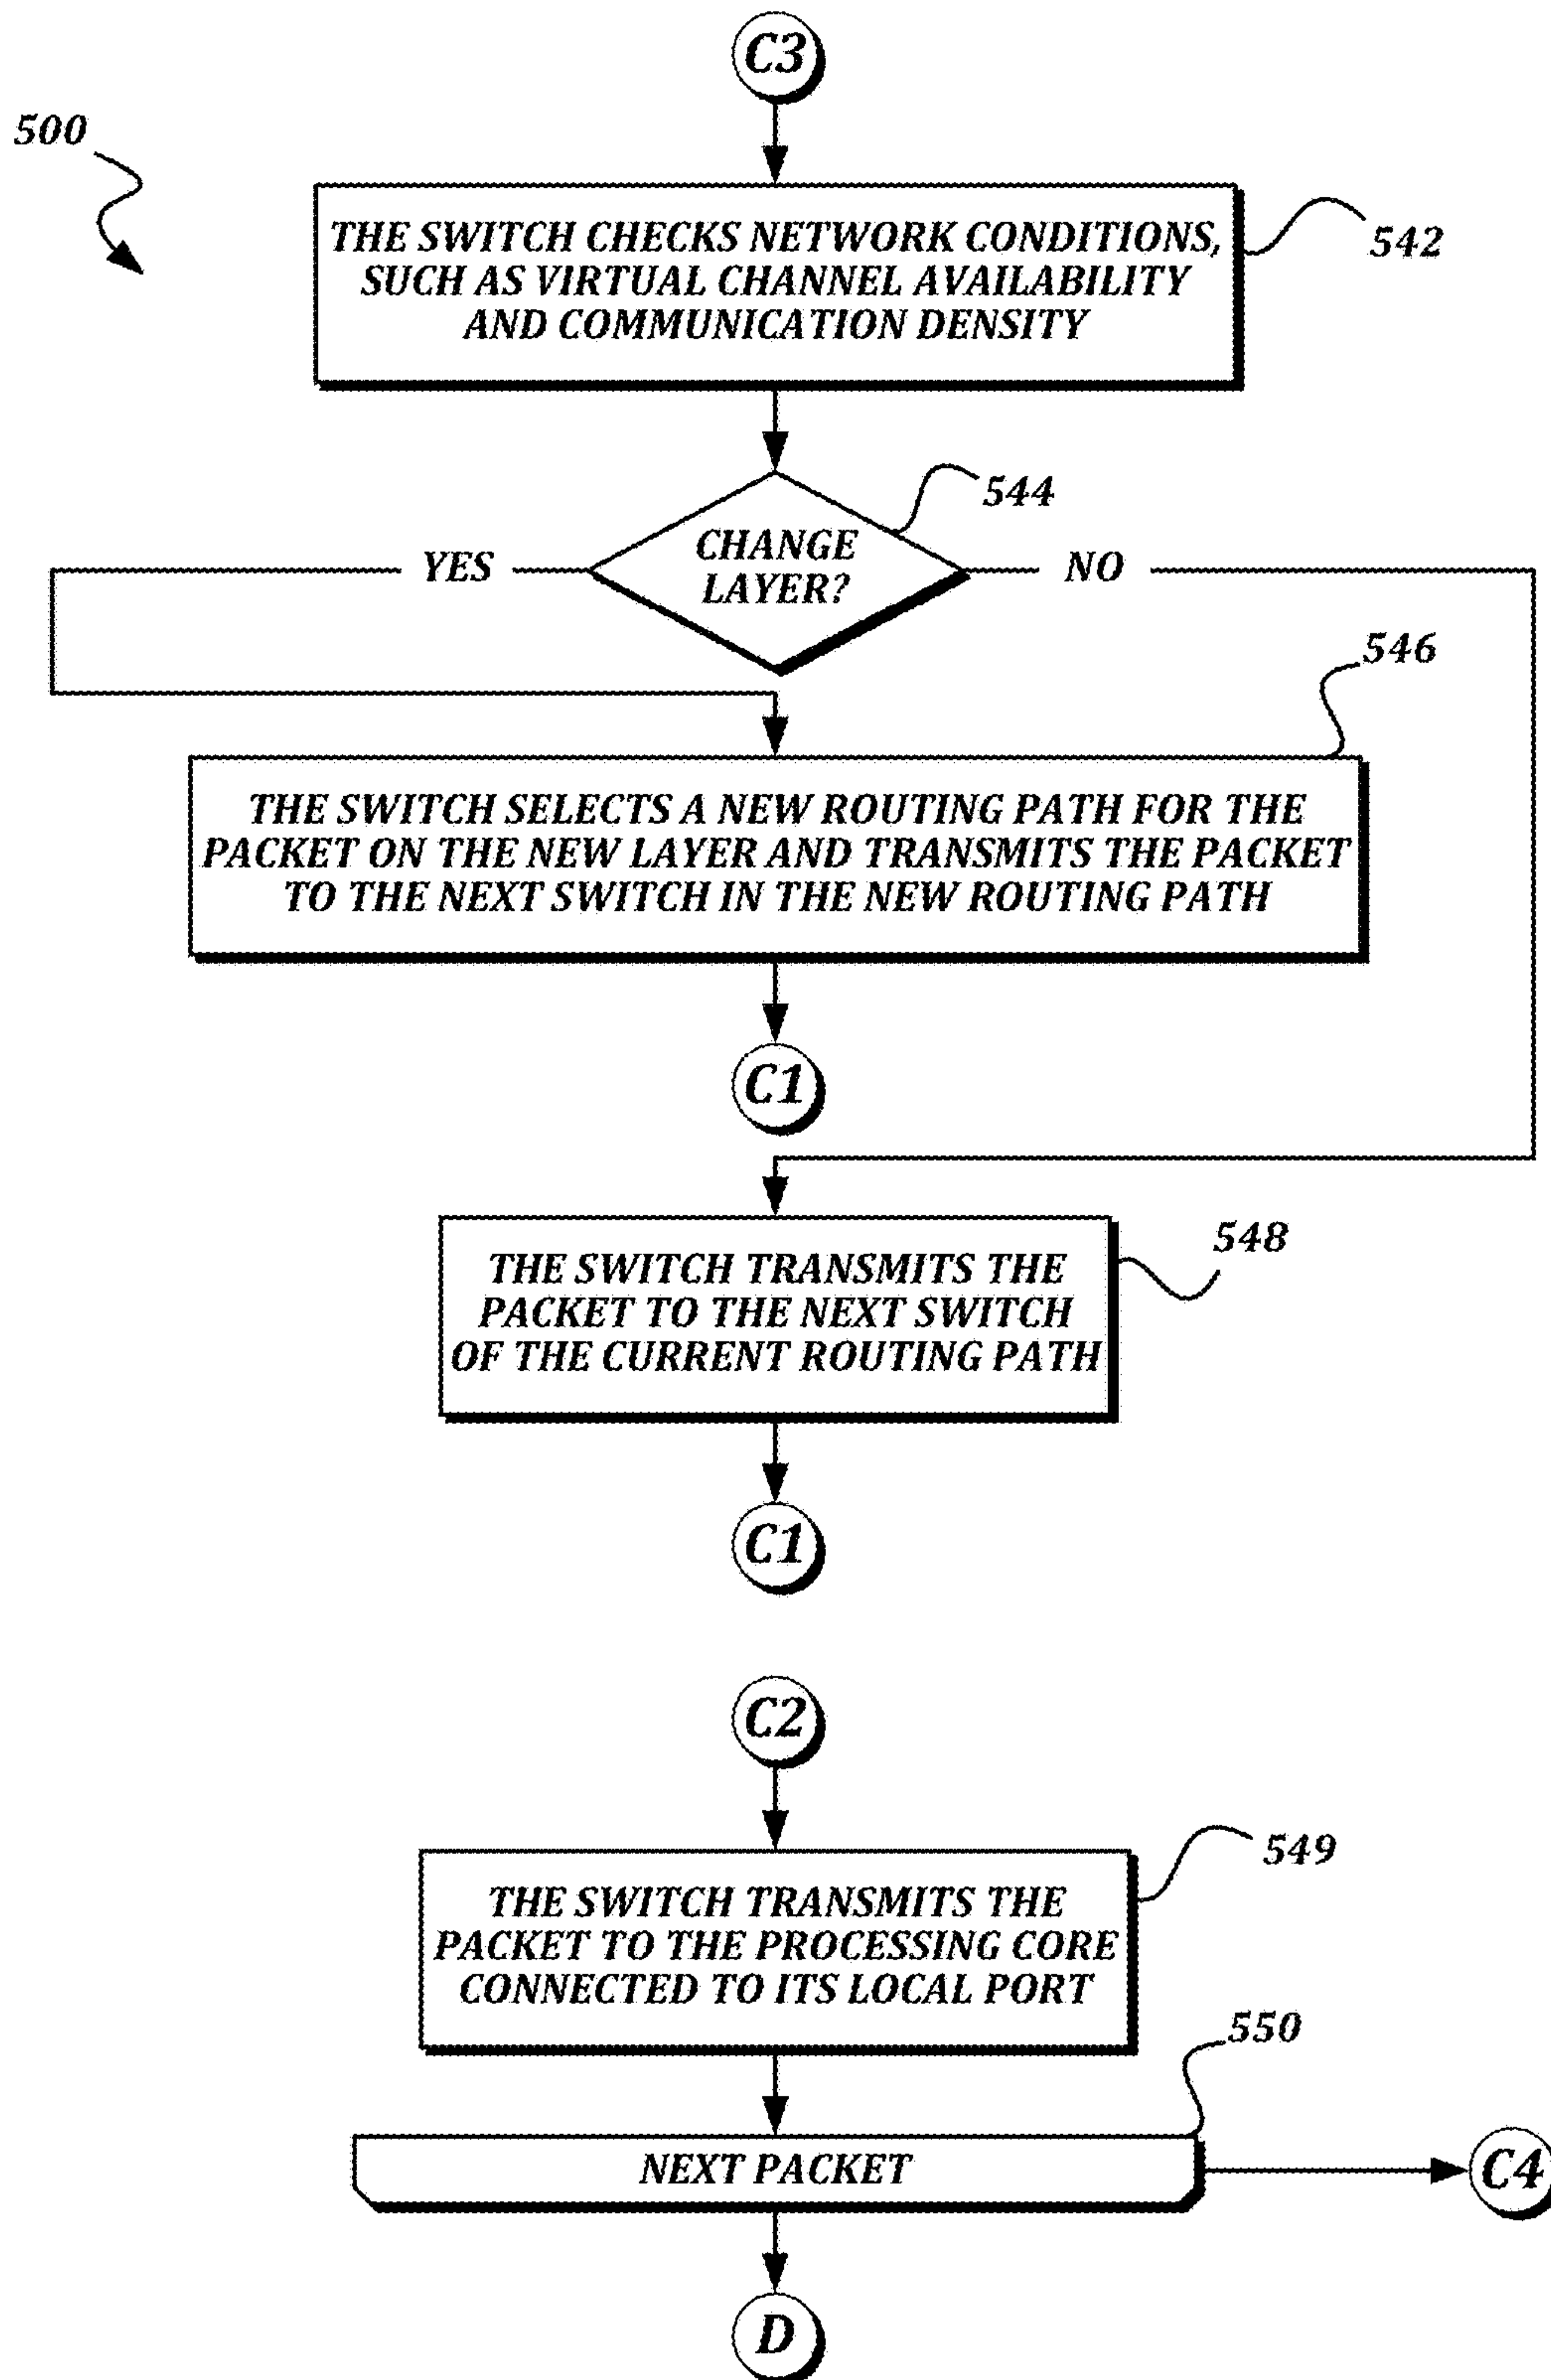 C3
500
THE SWITCH CHECKS NETWORK CONDITIONS,
SUCH AS VIRTUAL CHANNEL AVAILABILITY
AND COMMUNICATION DENSITY
542
544
CHANGE
LAYER?
YES
NO
546
THE SWITCH SELECTS A NEW ROUTING PATH FOR THE
PACKET ON THE NEW LAYER AND TRANSMITS THE PACKET
TO THE NEXT SWITCH IN THE NEW ROUTING PATH
C1
548
THE SWITCH TRANSMITS THE
PACKET TO THE NEXT SWITCH
OF THE CURRENT ROUTING PATH
C1
C2
549
THE SWITCH TRANSMITS THE
PACKET TO THE PROCESSING CORE
CONNECTED TO ITS LOCAL PORT
550
NEXT PACKET
C4
D